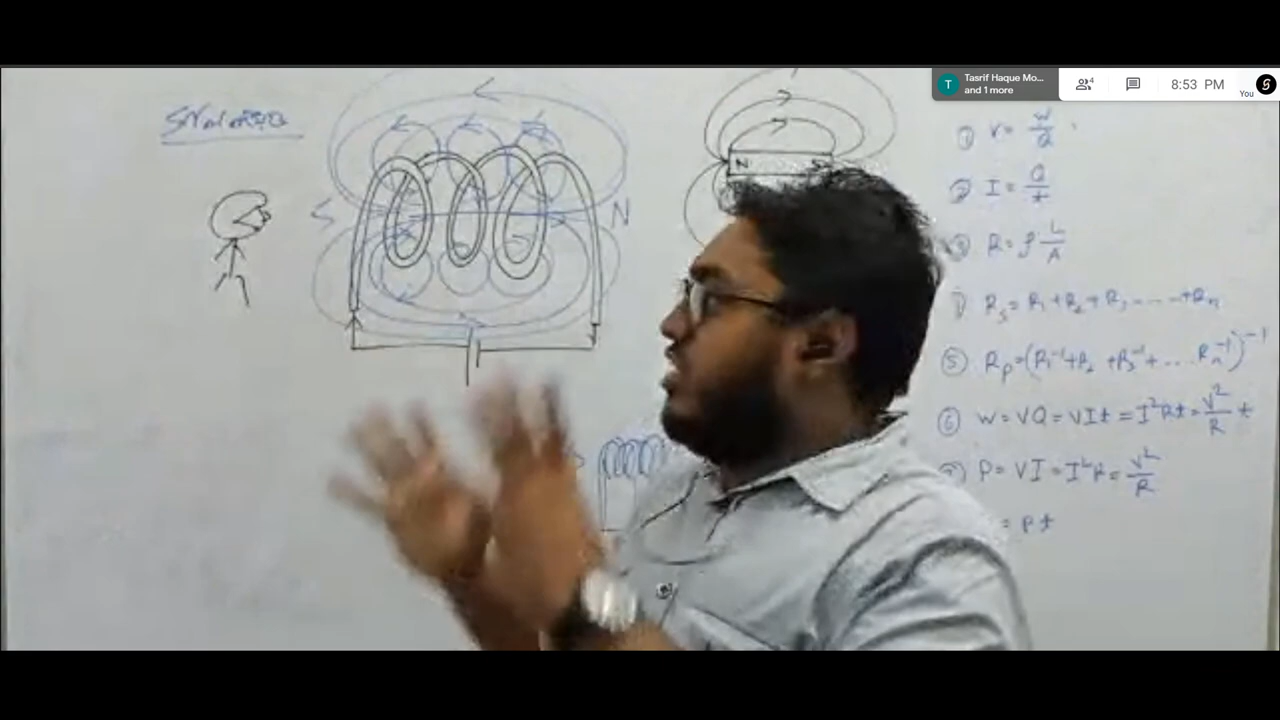 Tasrif Haque Mo...
and 1 more
4
8:53 PM
You
S
N
N
① V = W/Q
② I = Q/t
③ R = ρ L/A
Rs = R1 + R2 + R3 ..... + Rn
⑤ Rp = (R1⁻¹ + R2 + R3⁻¹ + ... Rn⁻¹)⁻¹
⑥ W = VQ = VIt = I²Rt = V²/R t
P = VI = I²R = V²/R
= Pt